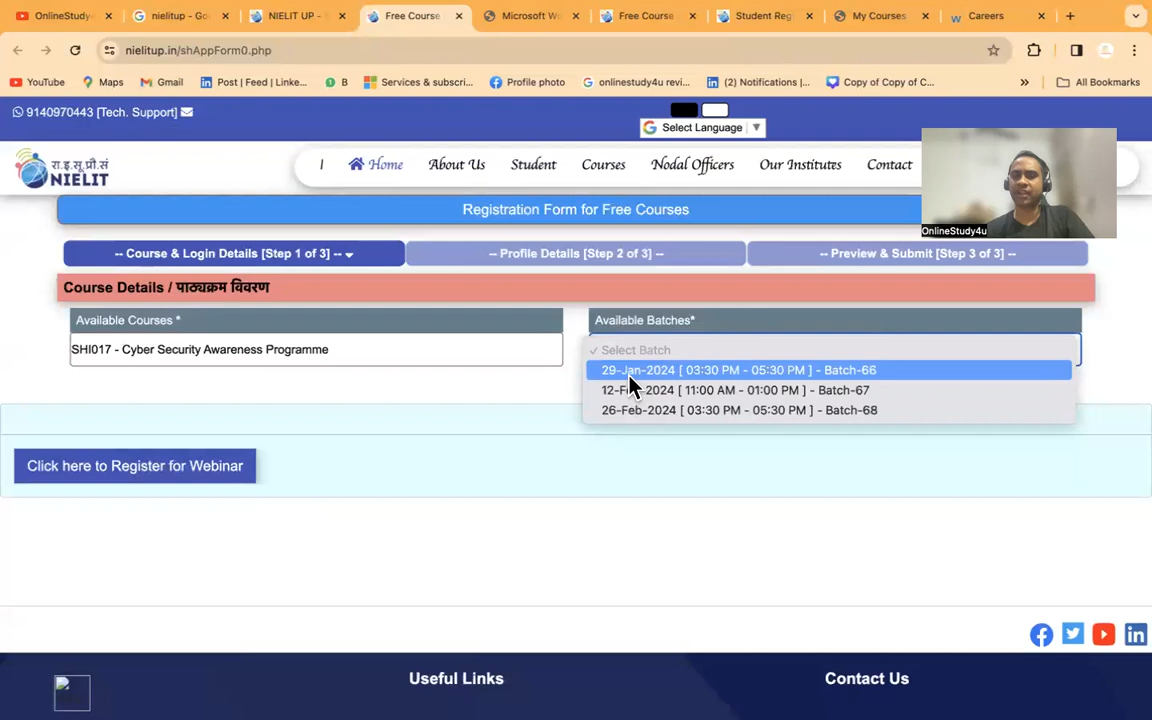 OnlineStudy
nielitup - Go
NIELIT UP -
Free Course
Microsoft Wo
Free Course
Student Reg
My Courses
Careers
nielitup.in/shAppForm0.php
YouTube
Maps
Gmail
Post | Feed | Linke...
B
Services & subscri...
Profile photo
onlinestudy4u revi...
(2) Notifications |...
Copy of Copy of C...
»
All Bookmarks
9140970443 [Tech. Support]
Select Language ▼
रा.इ.सू.प्रौ.सं
NIELIT
| Home About Us Student Courses Nodal Officers Our Institutes Contact
OnlineStudy4u
Registration Form for Free Courses
-- Course & Login Details [Step 1 of 3] --
-- Profile Details [Step 2 of 3] --
-- Preview & Submit [Step 3 of 3] --
Course Details / पाठ्यक्रम विवरण
Available Courses *
Available Batches*
SHI017 - Cyber Security Awareness Programme
✓ Select Batch
29-Jan-2024 [ 03:30 PM - 05:30 PM ] - Batch-66
12-Feb-2024 [ 11:00 AM - 01:00 PM ] - Batch-67
26-Feb-2024 [ 03:30 PM - 05:30 PM ] - Batch-68
Click here to Register for Webinar
Useful Links
Contact Us